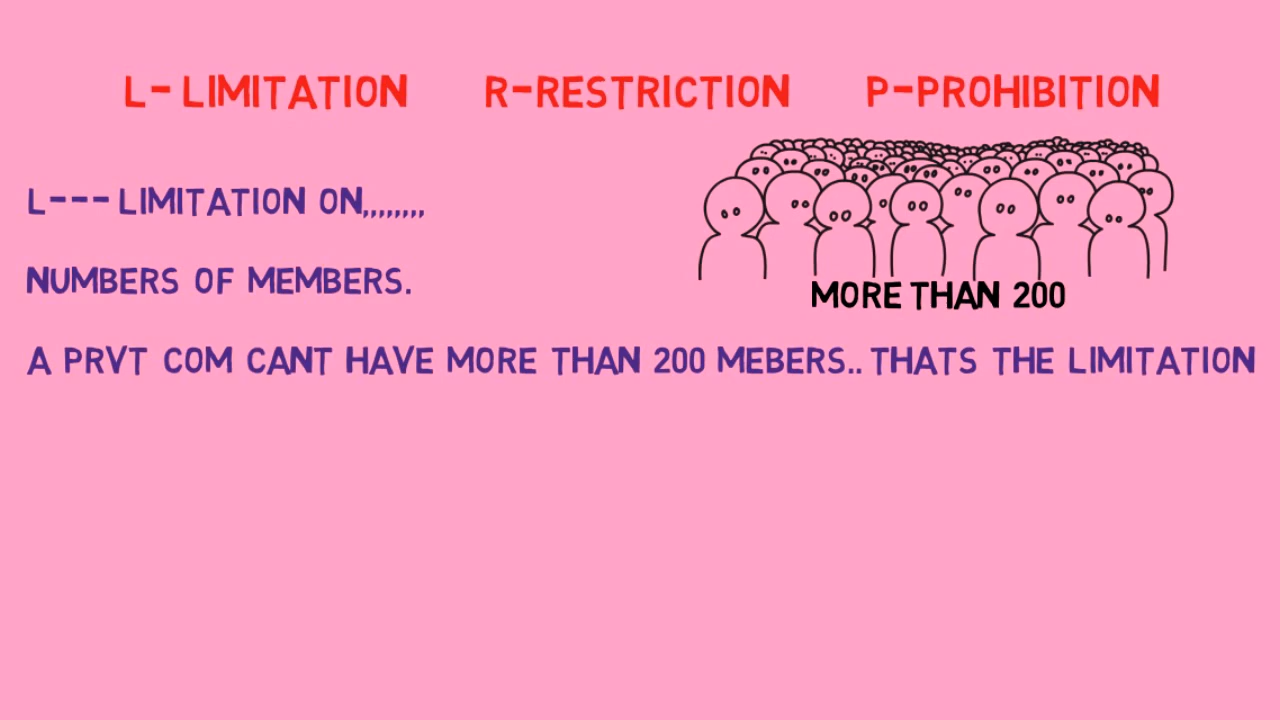 L- LIMITATION R-RESTRICTION P-PROHIBITION
L--- LIMITATION ON,,,,,,,,
NUMBERS OF MEMBERS.
MORE THAN 200
A PRVT COM CANT HAVE MORE THAN 200 MEBERS.. THATS THE LIMITATION